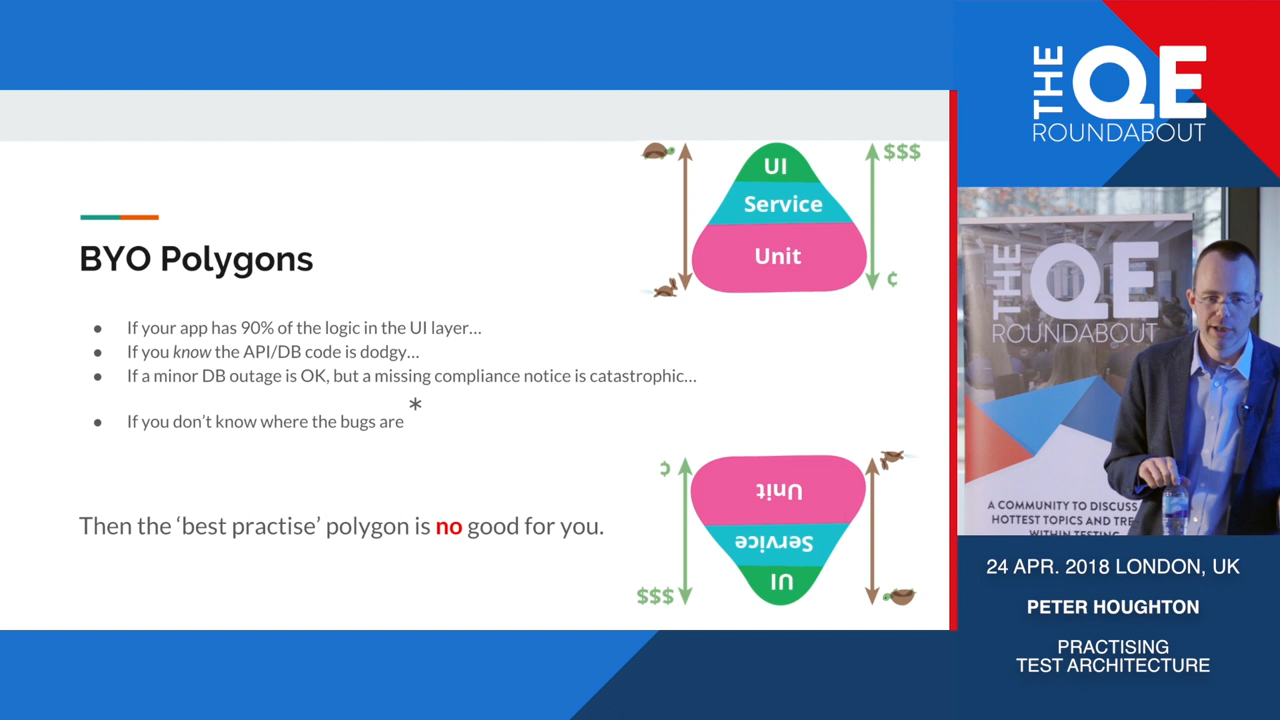 THE QE
ROUNDABOUT
UI
$$$
Service
Unit
¢
BYO Polygons
● If your app has 90% of the logic in the UI layer...
● If you know the API/DB code is dodgy...
● If a minor DB outage is OK, but a missing compliance notice is catastrophic...
● If you don't know where the bugs are *
¢
Unit
Service
UI
$$$
Then the 'best practise' polygon is no good for you.
THE QE
ROUNDABOUT
A COMMUNITY TO DISCUSS
HOTTEST TOPICS AND TRE
WITHIN TESTING
24 APR. 2018 LONDON, UK
PETER HOUGHTON
PRACTISING
TEST ARCHITECTURE